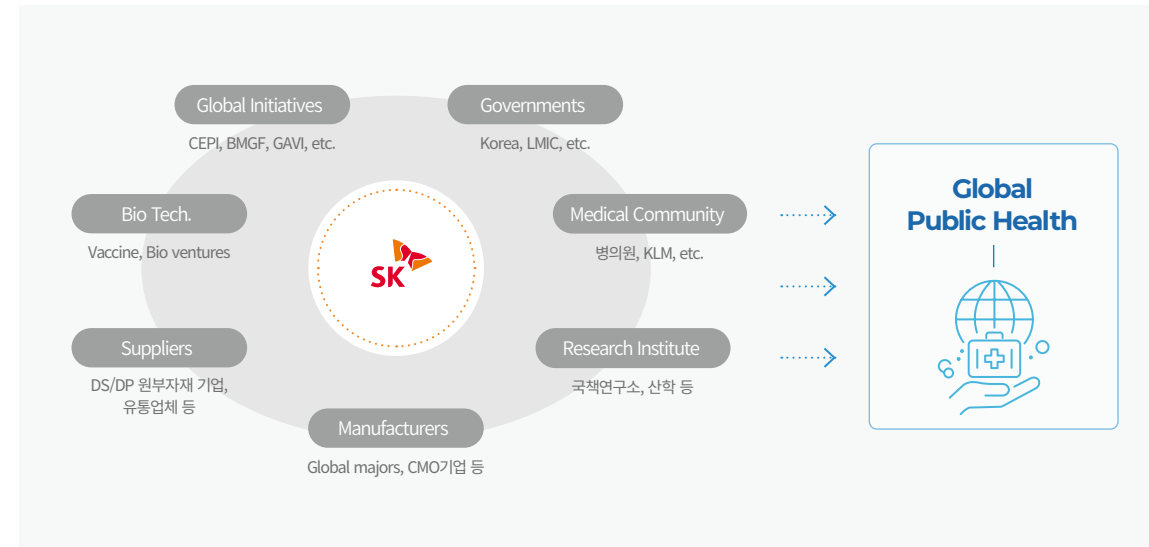 Global Initiatives
CEPI, BMGF, GAVI, etc.
Governments
Korea, LMIC, etc.
Bio Tech.
Vaccine, Bio ventures
SK
Medical Community
병의원, KLM, etc.
Suppliers
DS/DP 원부자재 기업,
유통업체 등
Research Institute
국책연구소, 산학 등
Manufacturers
Global majors, CMO기업 등
Global
Public Health